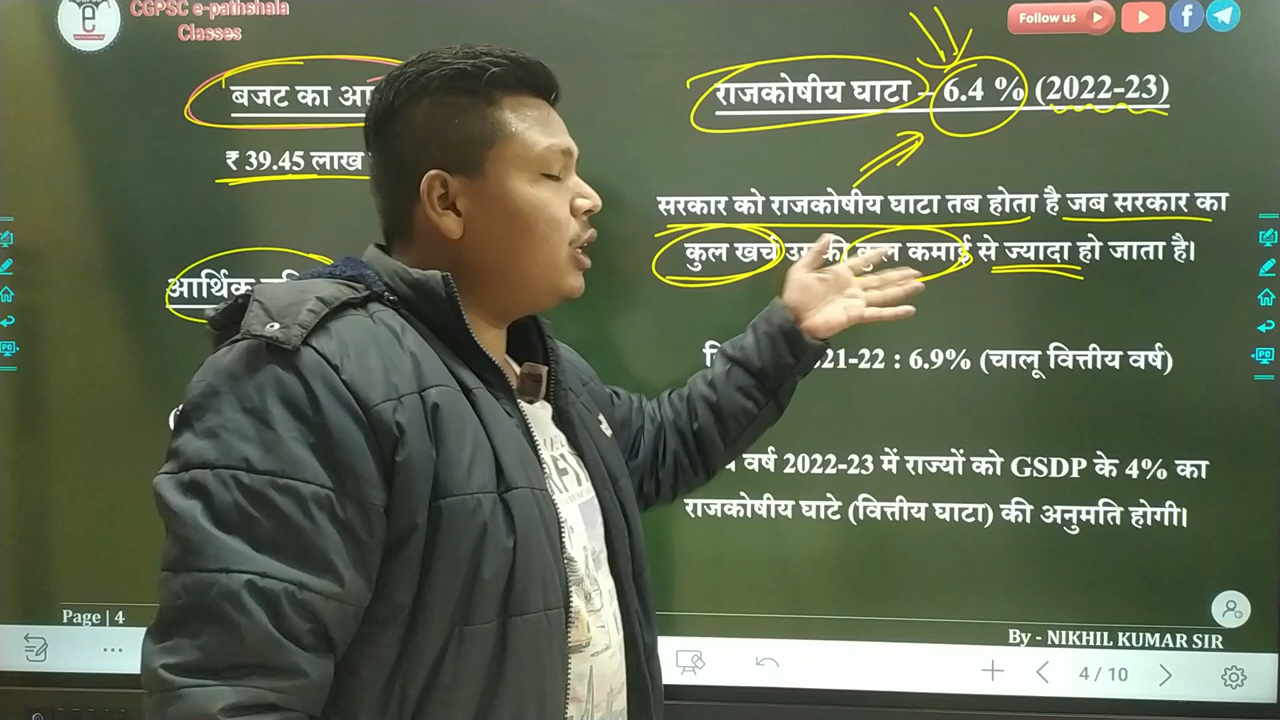 CGPSC e-pathshala
Classes
Follow us
बजट का
₹ 39.45 लाख
आर्थिक
राजकोषीय घाटा – 6.4 % (2022-23)
सरकार को राजकोषीय घाटा तब होता है जब सरकार का
कुल खर्च उसकी कुल कमाई से ज्यादा हो जाता है।
21-22 : 6.9% (चालू वित्तीय वर्ष)
वर्ष 2022-23 में राज्यों को GSDP के 4% का
राजकोषीय घाटे (वित्तीय घाटा) की अनुमति होगी।
Page | 4
By - NIKHIL KUMAR SIR
4 / 10